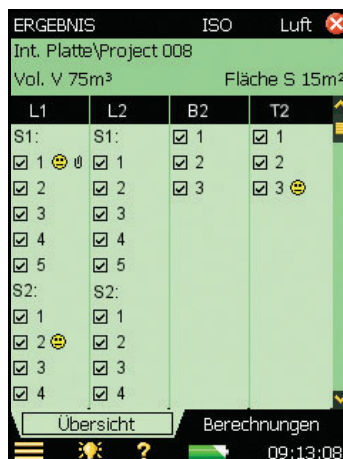 ERGEBNIS ISO Luft
Int. Platte\Project 008
Vol. V 75m³ Fläche S 15m²
L1 L2 B2 T2
S1: S1: 1 1
1 1 2 2
2 2 3 3
3 3
4 4
5 5
S2: S2:
1 1
2 2
3 3
4 4
Übersicht Berechnungen
? 09:13:08